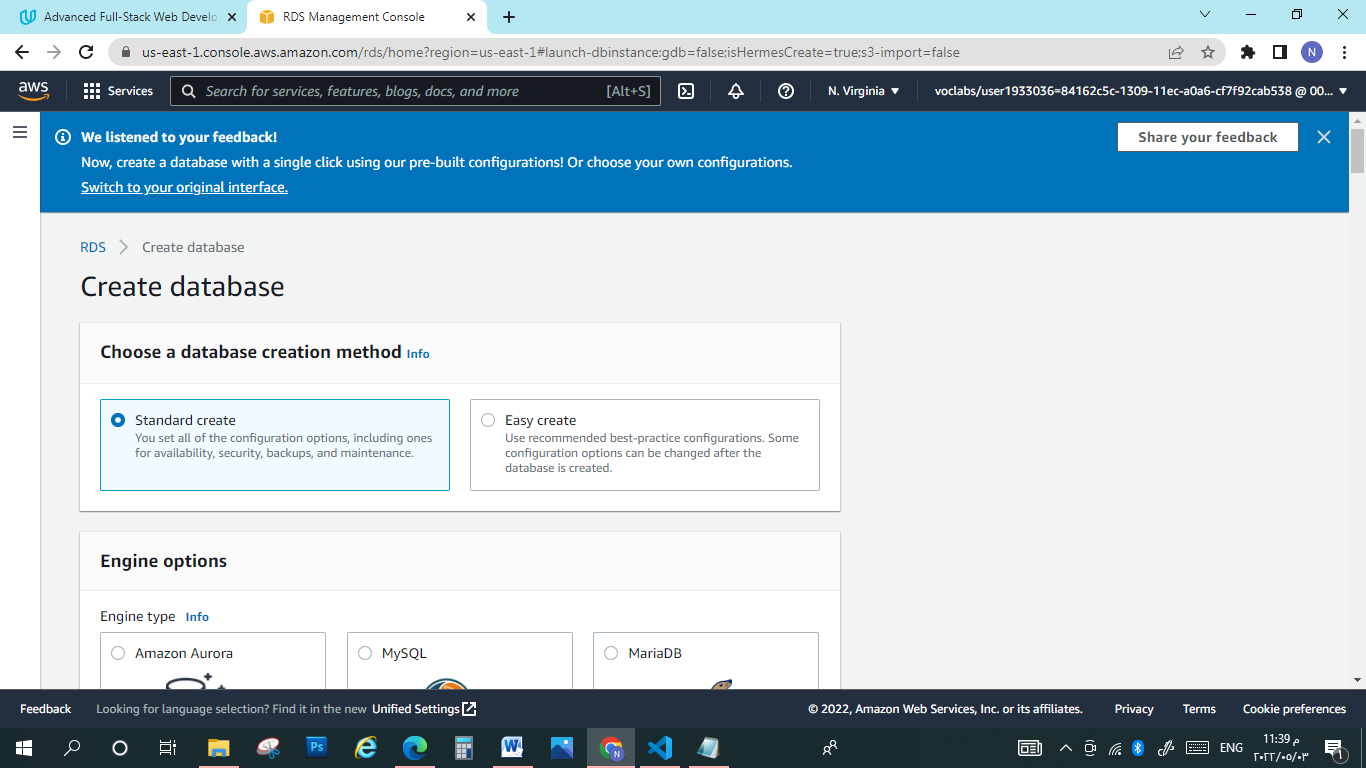 Advanced Full-Stack Web Develo
RDS Management Console
us-east-1.console.aws.amazon.com/rds/home?region=us-east-1#launch-dbinstance:gdb=false;isHermesCreate=true;s3-import=false
N
aws
Services
Search for services, features, blogs, docs, and more
[Alt+S]
N. Virginia
voclabs/user1933036=84162c5c-1309-11ec-a0a6-cf7f92cab538 @ 00...
We listened to your feedback!
Now, create a database with a single click using our pre-built configurations! Or choose your own configurations.
Switch to your original interface.
Share your feedback
RDS
Create database
Create database
Choose a database creation method Info
Standard create
You set all of the configuration options, including ones
for availability, security, backups, and maintenance.
Easy create
Use recommended best-practice configurations. Some
configuration options can be changed after the
database is created.
Engine options
Engine type Info
Amazon Aurora
MySQL
MariaDB
Feedback
Looking for language selection? Find it in the new Unified Settings
© 2022, Amazon Web Services, Inc. or its affiliates.
Privacy
Terms
Cookie preferences
Ps
W
N
ENG
11:39 م
٢٠٢٢/٠٥/٠٣
1